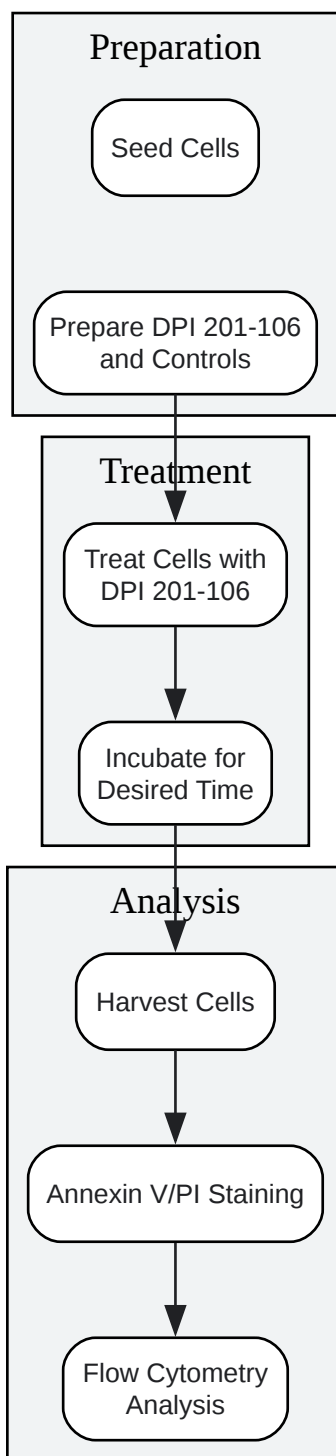 Preparation
Seed Cells
Prepare DPI 201-106
and Controls
Treatment
Treat Cells with
DPI 201-106
Incubate for
Desired Time
Analysis
Harvest Cells
Annexin V/PI Staining
Flow Cytometry
Analysis